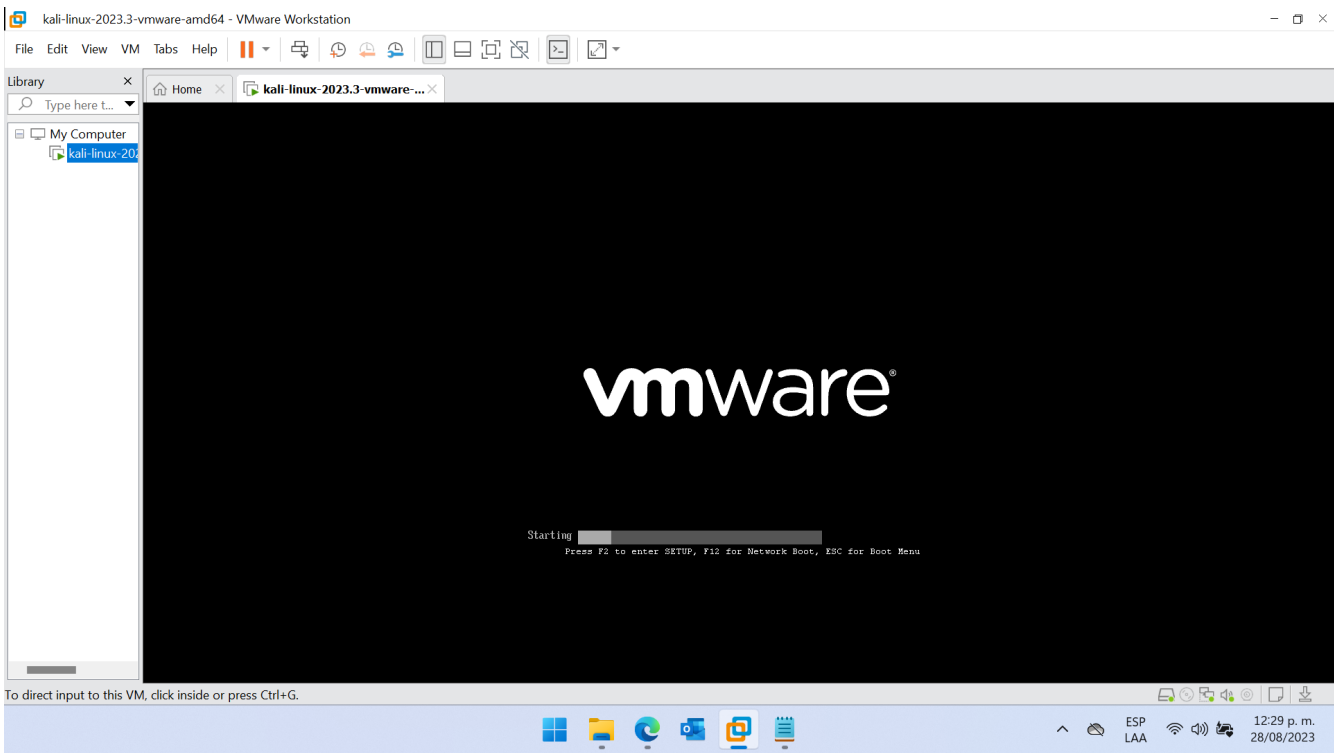 kali-linux-2023.3-vmware-amd64 - VMware Workstation
File Edit View VM Tabs Help
Library
Type here t...
My Computer
kali-linux-202
Home
kali-linux-2023.3-vmware-...
vmware®
Starting
Press F2 to enter SETUP, F12 for Network Boot, ESC for Boot Menu
To direct input to this VM, click inside or press Ctrl+G.
ESP
LAA
12:29 p. m.
28/08/2023